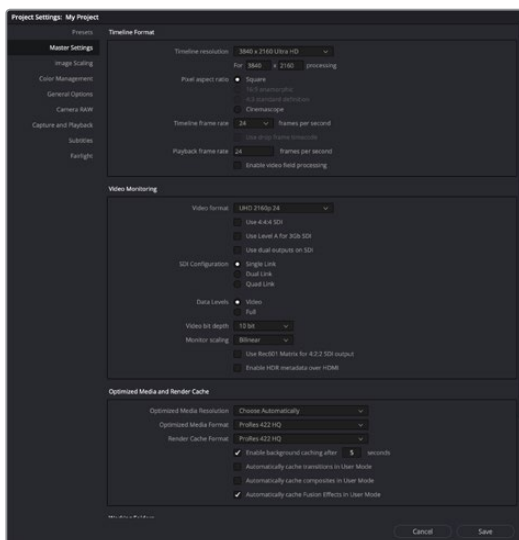 Project Settings: My Project
Presets
Master Settings
Image Scaling
Color Management
General Options
Camera RAW
Capture and Playback
Subtitles
Fairlight
Timeline Format
Timeline resolution 3840 x 2160 Ultra HD
For 3840 x 2160 processing
Pixel aspect ratio Square
16:9 anamorphic
4:3 standard definition
Cinemascope
Timeline frame rate 24 frames per second
Use drop frame timecode
Playback frame rate 24 frames per second
Enable video field processing
Video Monitoring
Video format UHD 2160p 24
Use 4:4:4 SDI
Use Level A for 3Gb SDI
Use dual outputs on SDI
SDI Configuration Single Link
Dual Link
Quad Link
Data Levels Video
Full
Video bit depth 10 bit
Monitor scaling Bilinear
Use Rec601 Matrix for 4:2:2 SDI output
Enable HDR metadata over HDMI
Optimized Media and Render Cache
Optimized Media Resolution Choose Automatically
Optimized Media Format ProRes 422 HQ
Render Cache Format ProRes 422 HQ
Enable background caching after 5 seconds
Automatically cache transitions in User Mode
Automatically cache composites in User Mode
Automatically cache Fusion Effects in User Mode
Working Folders
Cancel Save